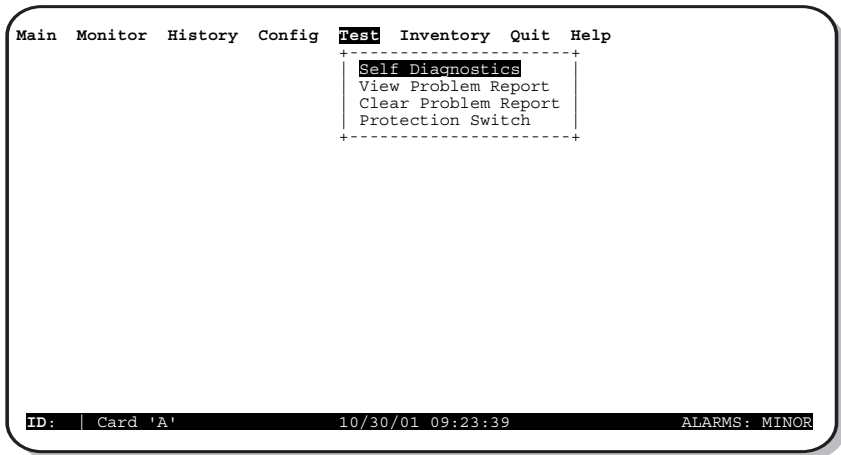 Main Monitor History Config Test Inventory Quit Help
+----------------------+
| Self Diagnostics |
| View Problem Report |
| Clear Problem Report |
| Protection Switch |
+----------------------+
ID: | Card 'A' 10/30/01 09:23:39 ALARMS: MINOR